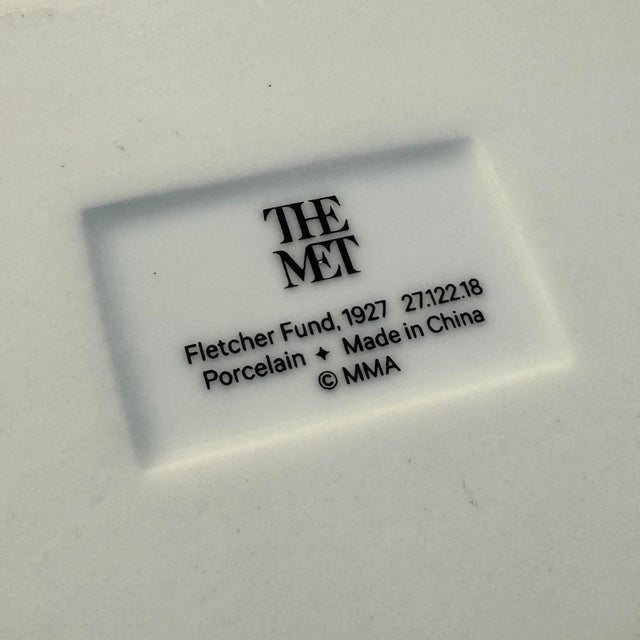 THE
MET
Fletcher Fund, 1927 27.122.18
Porcelain ✦ Made in China
© MMA